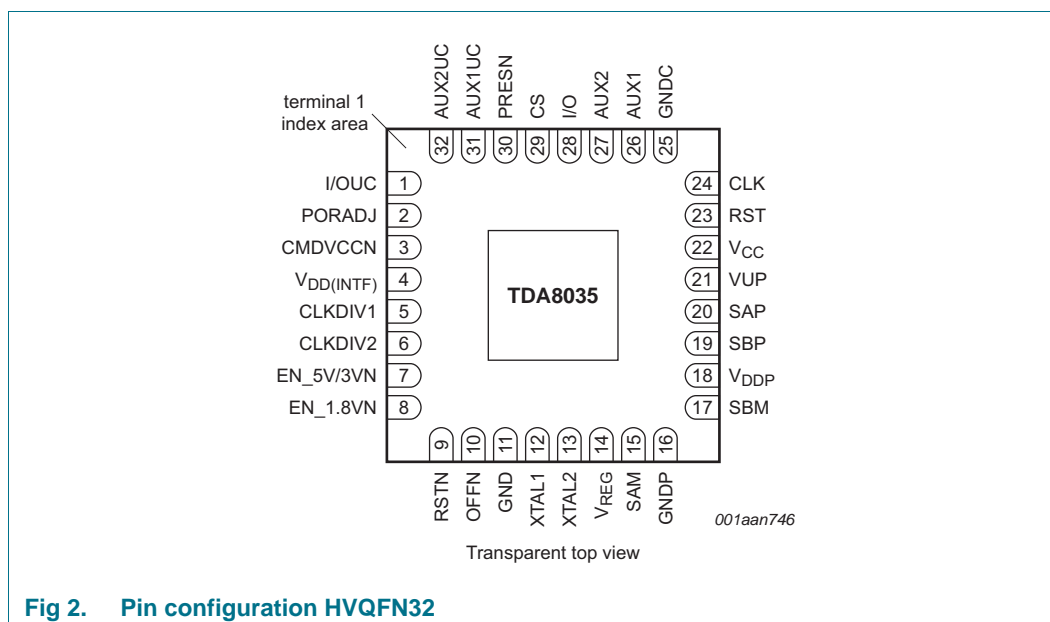 AUX2UC
AUX1UC
PRESN
CS
I/O
AUX2
AUX1
GNDC
terminal 1
index area
32
31
30
29
28
27
26
25
I/OUC 1
PORADJ 2
CMDVCCN 3
VDD(INTF) 4
CLKDIV1 5
CLKDIV2 6
EN_5V/3VN 7
EN_1.8VN 8
TDA8035
24 CLK
23 RST
22 VCC
21 VUP
20 SAP
19 SBP
18 VDDP
17 SBM
9
10
11
12
13
14
15
16
RSTN
OFFN
GND
XTAL1
XTAL2
VREG
SAM
GNDP
001aan746
Transparent top view
Fig 2. Pin configuration HVQFN32